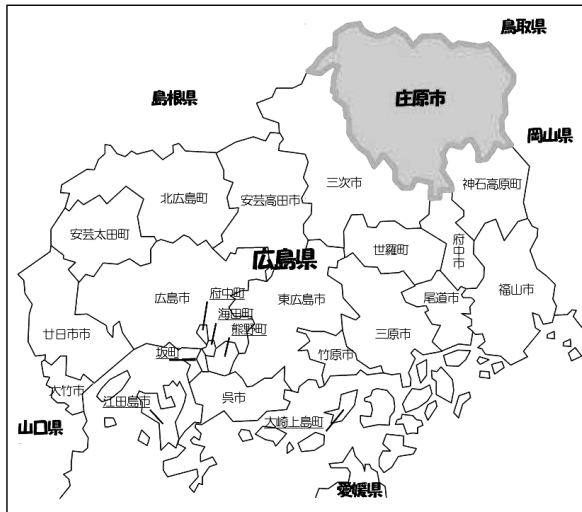 鳥取県
島根県
庄原市
岡山県
三次市
神石高原町
北広島町
安芸高田市
安芸太田町
世羅町
府中市
広島県
広島市
府中町
東広島市
尾道市
福山市
海田町
廿日市市
熊野町
三原市
坂町
竹原市
大竹市
江田島市
呉市
大崎上島町
山口県
愛媛県